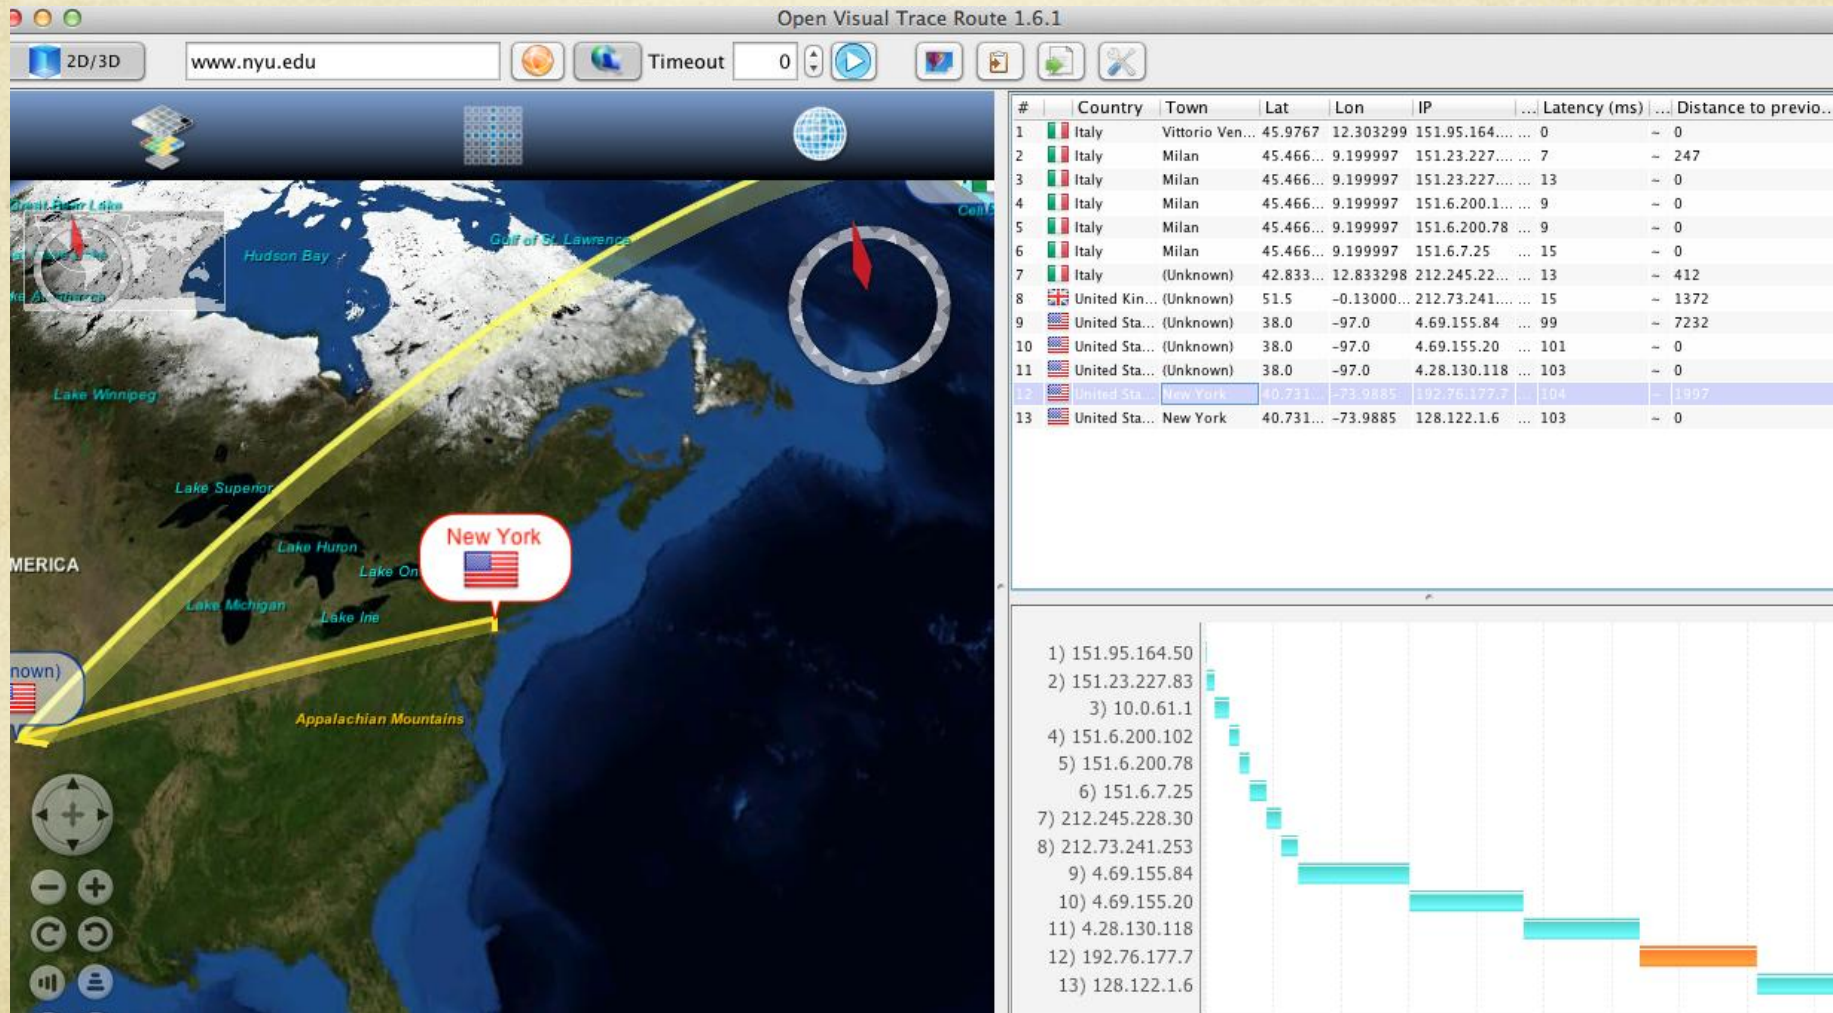 Open Visual Trace Route 1.6.1
2D/3D www.nyu.edu Timeout 0
# Country Town Lat Lon IP ... Latency (ms) ... Distance to previo...
1 Italy Vittorio Ven... 45.9767 12.303299 151.95.164.... ... 0 ~ 0
2 Italy Milan 45.466... 9.199997 151.23.227.... ... 7 ~ 247
3 Italy Milan 45.466... 9.199997 151.23.227.... ... 13 ~ 0
4 Italy Milan 45.466... 9.199997 151.6.200.1... ... 9 ~ 0
5 Italy Milan 45.466... 9.199997 151.6.200.78 ... 9 ~ 0
6 Italy Milan 45.466... 9.199997 151.6.7.25 ... 15 ~ 0
7 Italy (Unknown) 42.833... 12.833298 212.245.22... ... 13 ~ 412
8 United Kin... (Unknown) 51.5 -0.13000... 212.73.241.... ... 15 ~ 1372
9 United Sta... (Unknown) 38.0 -97.0 4.69.155.84 ... 99 ~ 7232
10 United Sta... (Unknown) 38.0 -97.0 4.69.155.20 ... 101 ~ 0
11 United Sta... (Unknown) 38.0 -97.0 4.28.130.118 ... 103 ~ 0
12 United Sta... New York 40.731... -73.9885 192.76.177.7 ... 104 ~ 1997
13 United Sta... New York 40.731... -73.9885 128.122.1.6 ... 103 ~ 0
Great Bear Lake
Gulf of St. Lawrence
Hudson Bay
Lake Winnipeg
Lake Superior
New York
Lake Huron
Lake On
MERICA
Lake Michigan
Lake Irie
nown)
Appalachian Mountains
1) 151.95.164.50
2) 151.23.227.83
3) 10.0.61.1
4) 151.6.200.102
5) 151.6.200.78
6) 151.6.7.25
7) 212.245.228.30
8) 212.73.241.253
9) 4.69.155.84
10) 4.69.155.20
11) 4.28.130.118
12) 192.76.177.7
13) 128.122.1.6